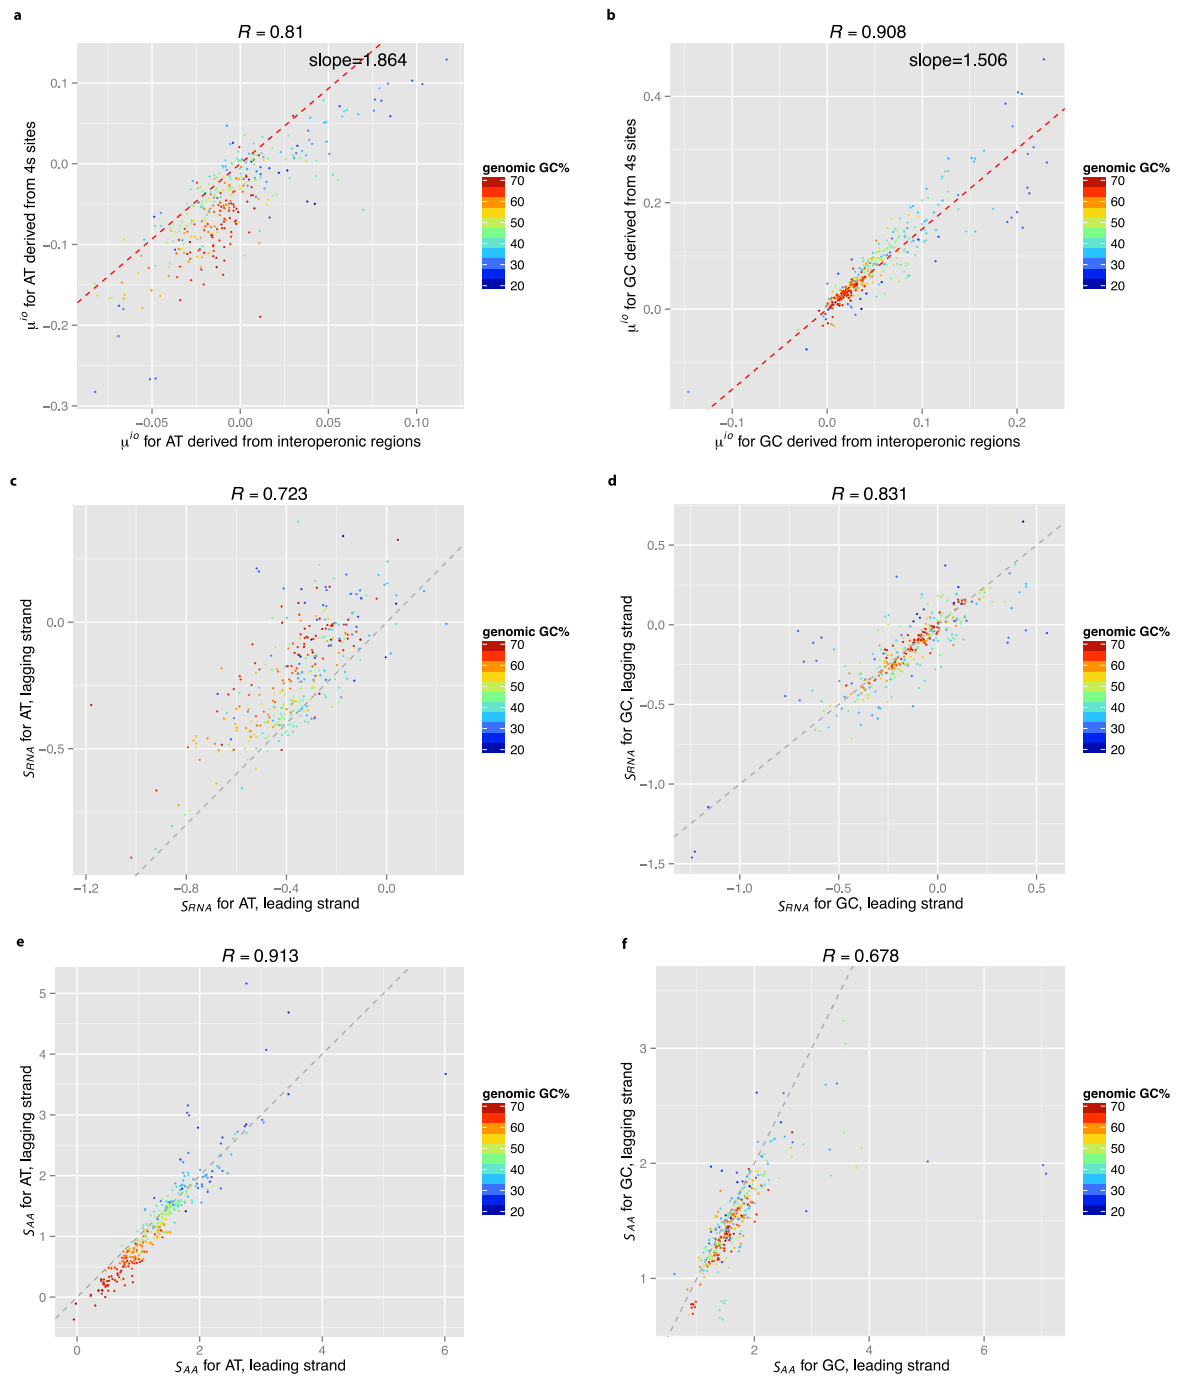 a
R = 0.81
slope=1.864
0.1
0.0
−0.1
−0.2
−0.3
−0.05
0.00
0.05
0.10
μ^io for AT derived from 4s sites
μ^io for AT derived from interoperonic regions
genomic GC%
70
60
50
40
30
20
b
R = 0.908
slope=1.506
0.4
0.2
0.0
−0.1
0.0
0.1
0.2
μ^io for GC derived from 4s sites
μ^io for GC derived from interoperonic regions
genomic GC%
70
60
50
40
30
20
c
R = 0.723
0.0
−0.5
−1.2
−0.8
−0.4
0.0
S_RNA for AT, lagging strand
S_RNA for AT, leading strand
genomic GC%
70
60
50
40
30
20
d
R = 0.831
0.5
0.0
−0.5
−1.0
−1.5
−1.0
−0.5
0.0
0.5
S_RNA for GC, lagging strand
S_RNA for GC, leading strand
genomic GC%
70
60
50
40
30
20
e
R = 0.913
5
4
3
2
1
0
0
2
4
6
S_AA for AT, lagging strand
S_AA for AT, leading strand
genomic GC%
70
60
50
40
30
20
f
R = 0.678
3
2
1
2
4
6
S_AA for GC, lagging strand
S_AA for GC, leading strand
genomic GC%
70
60
50
40
30
20